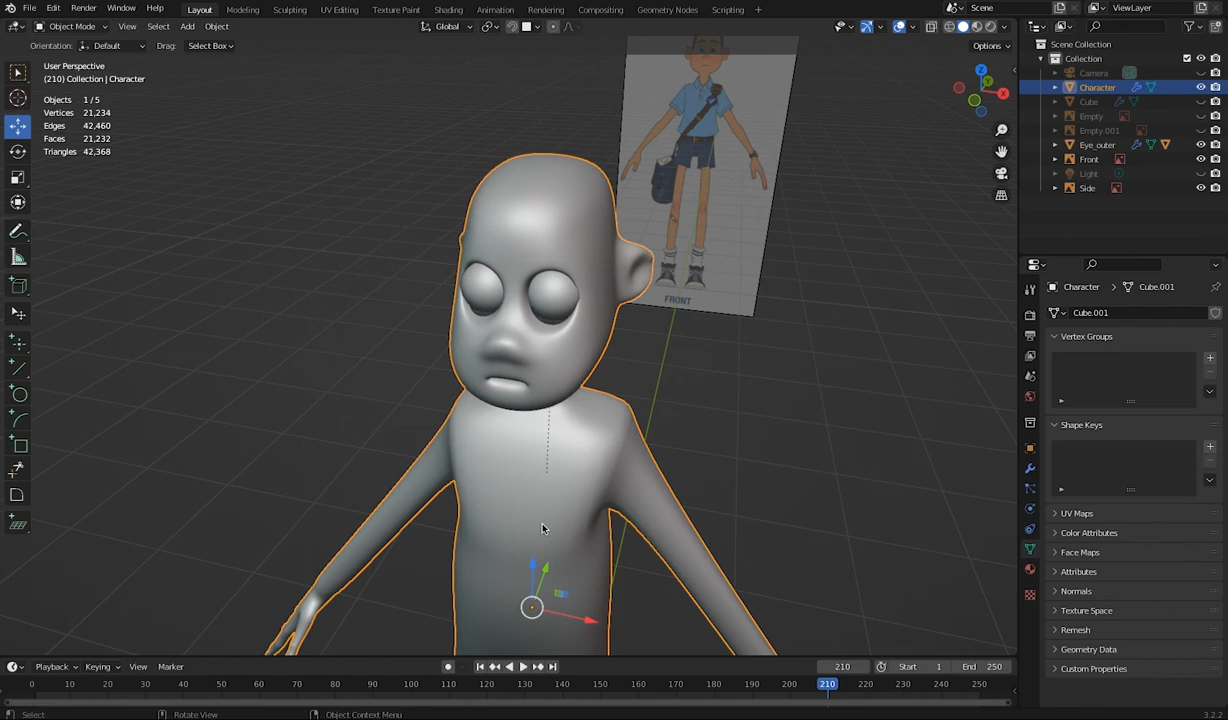 File Edit Render Window Help Layout Modeling Sculpting UV Editing Texture Paint Shading Animation Rendering Compositing Geometry Nodes Scripting + Scene ViewLayer
Object Mode View Select Add Object Global
Orientation: Default Drag: Select Box Options
User Perspective
(210) Collection | Character
Objects 1 / 5
Vertices 21,234
Edges 42,460
Faces 21,232
Triangles 42,368
FRONT
Z
Y
X
Scene Collection
Collection
Camera
Character
Cube
Empty
Empty.001
Eye_outer
Front
Light
Side
Character > Cube.001
Cube.001
Vertex Groups
Shape Keys
UV Maps
Color Attributes
Face Maps
Attributes
Normals
Texture Space
Remesh
Geometry Data
Custom Properties
Playback Keying View Marker 210 Start 1 End 250
0 10 20 30 40 50 60 70 80 90 100 110 120 130 140 150 160 170 180 190 200 210 220 230 240 250
Select Rotate View Object Context Menu 3.2.2